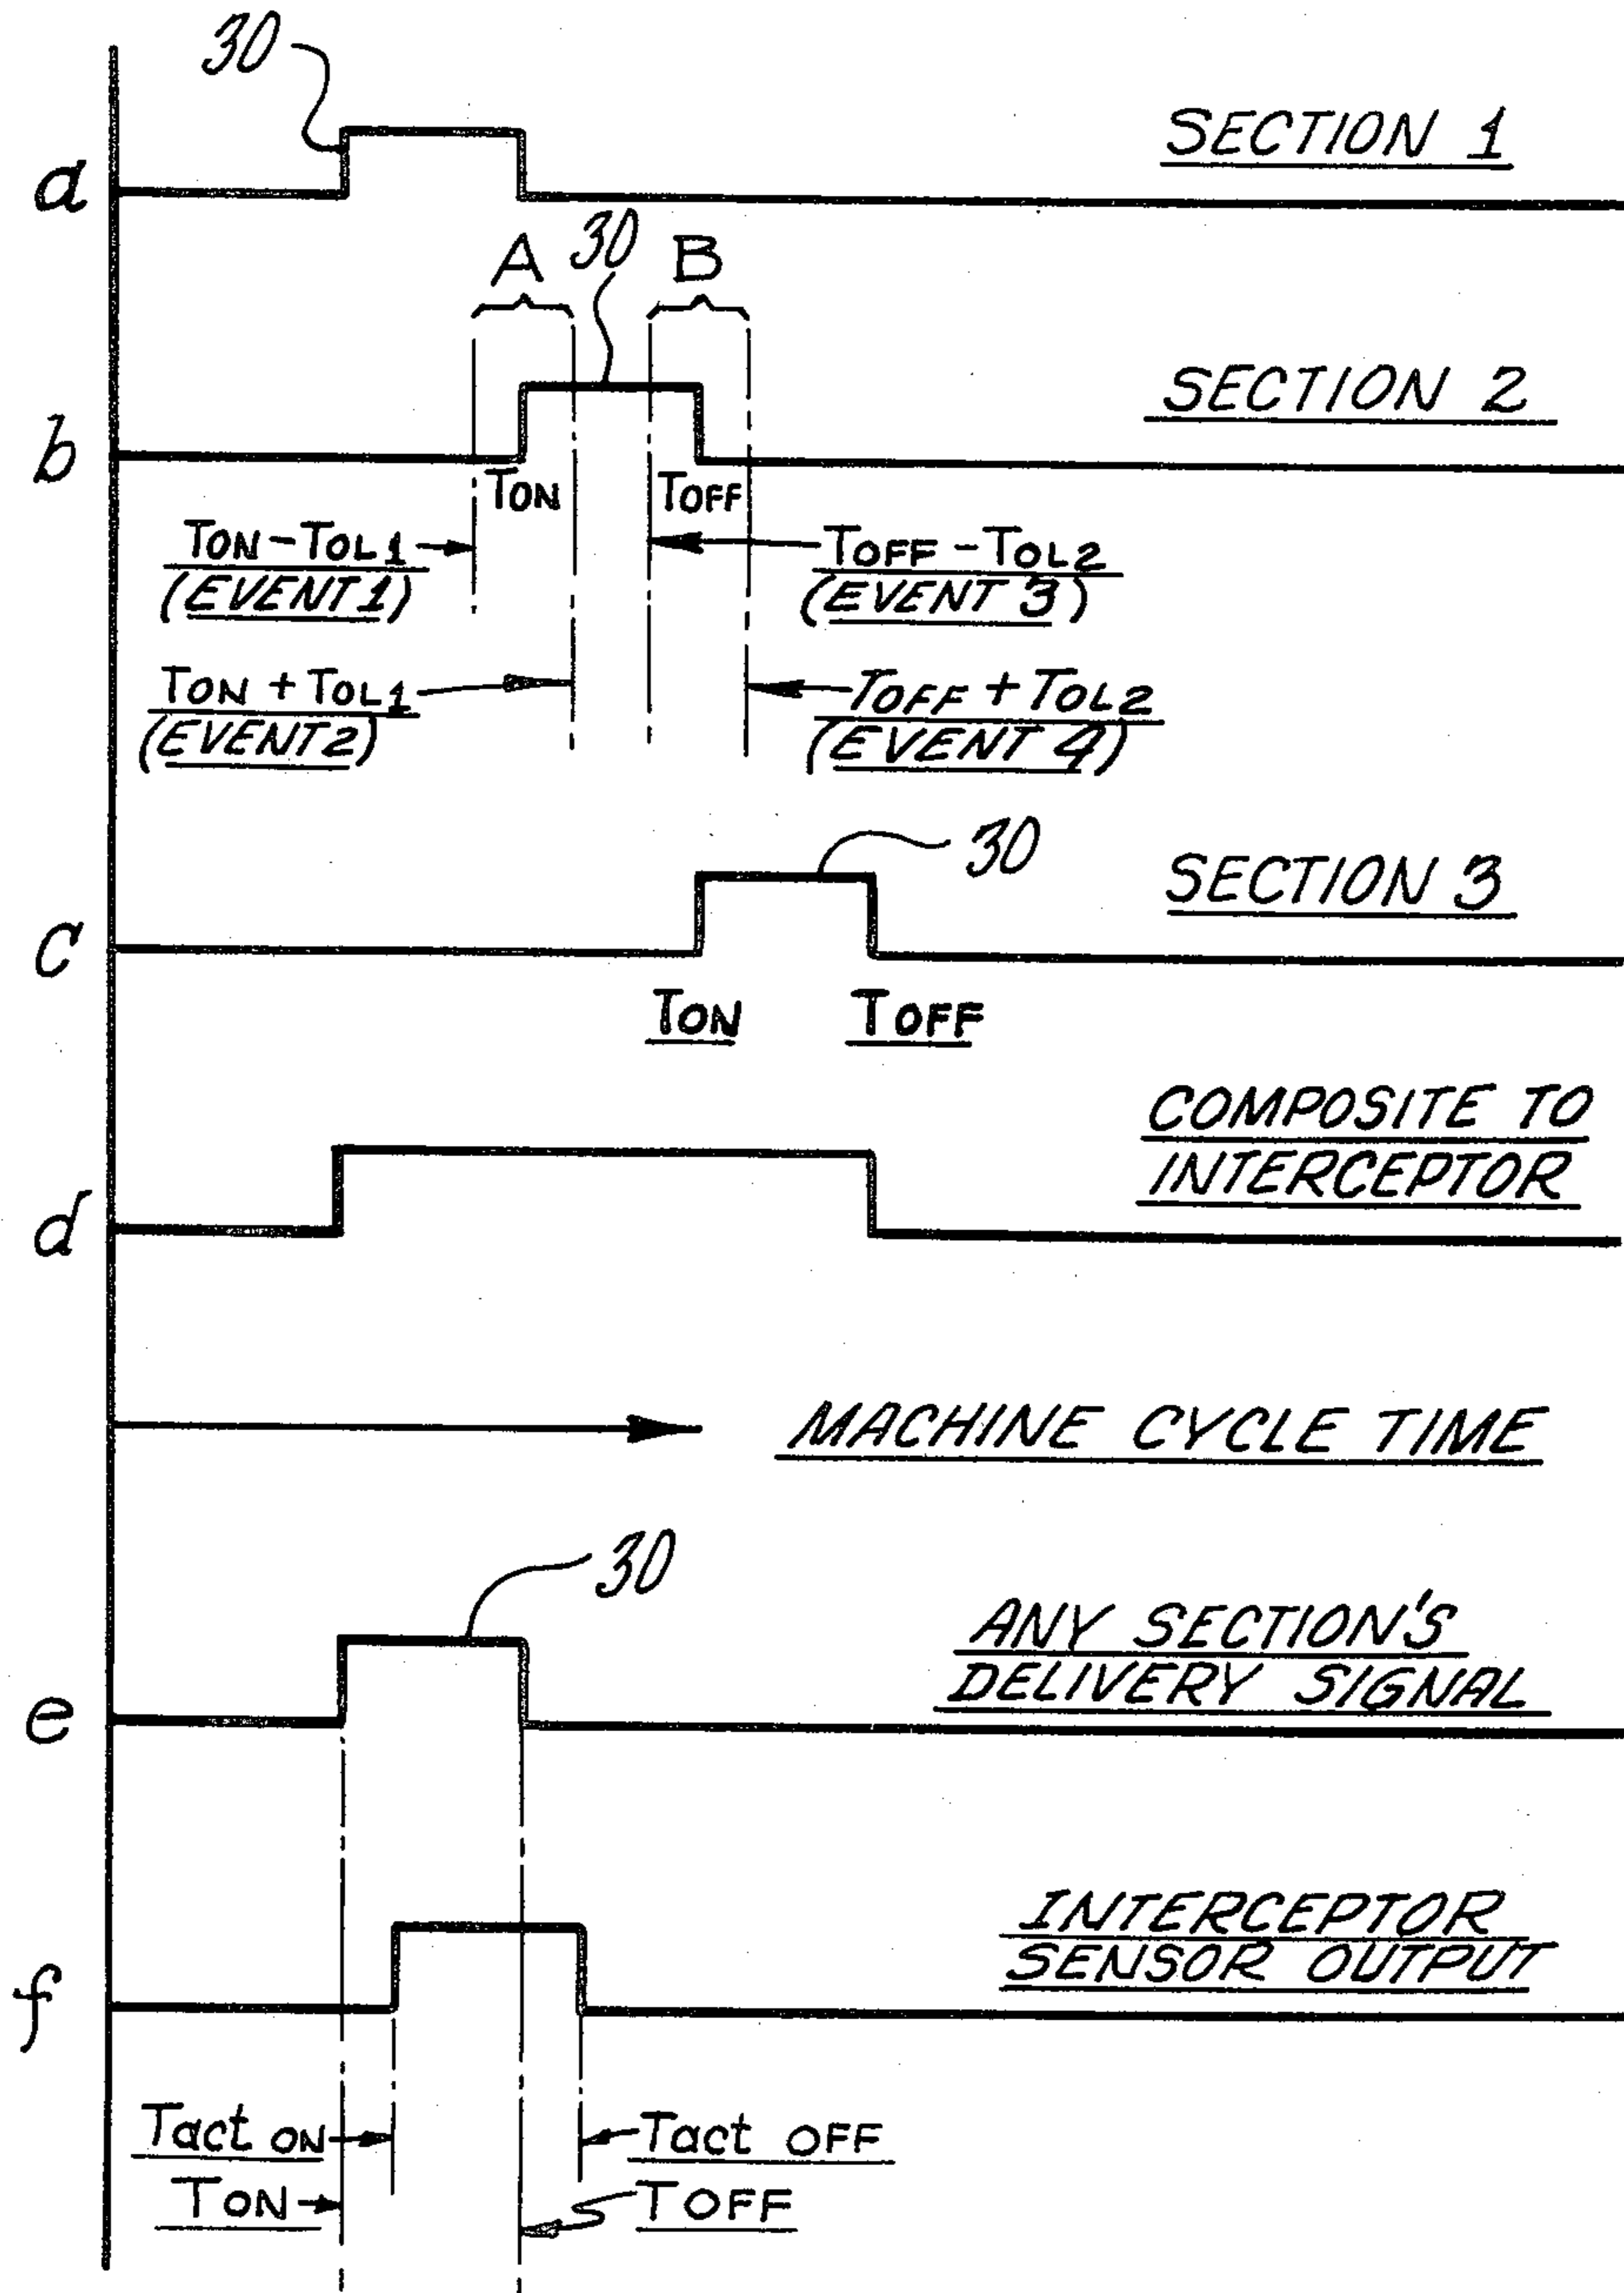 30
a
SECTION 1
A
30
B
b
SECTION 2
TON
TOFF
TON-TOL1
(EVENT 1)
TOFF-TOL2
(EVENT 3)
TON + TOL1
(EVENT 2)
TOFF + TOL2
(EVENT 4)
30
c
SECTION 3
TON
TOFF
COMPOSITE TO
INTERCEPTOR
d
MACHINE CYCLE TIME
30
ANY SECTION'S
DELIVERY SIGNAL
e
INTERCEPTOR
SENSOR OUTPUT
f
Tact ON
Tact OFF
TON
TOFF